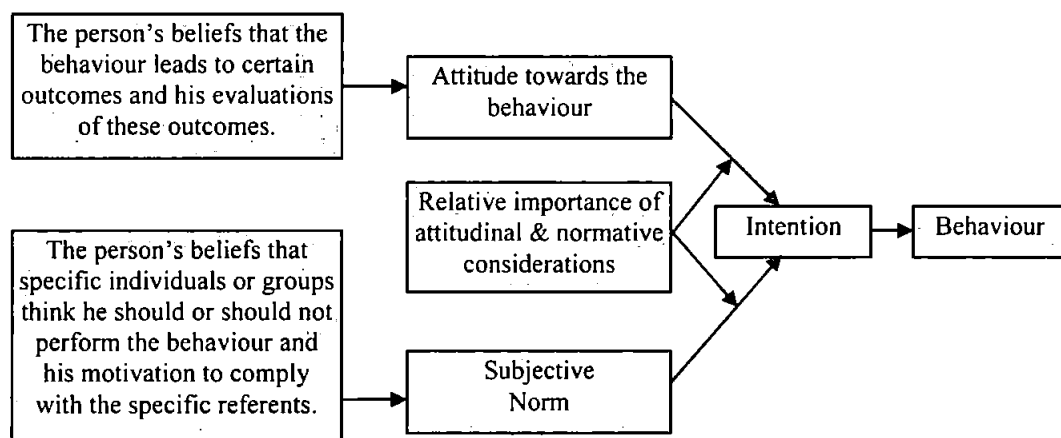 The person's beliefs that the
behaviour leads to certain
outcomes and his evaluations
of these outcomes.
Attitude towards the
behaviour
Relative importance of
attitudinal & normative
considerations
Intention
Behaviour
The person's beliefs that
specific individuals or groups
think he should or should not
perform the behaviour and
his motivation to comply
with the specific referents.
Subjective
Norm